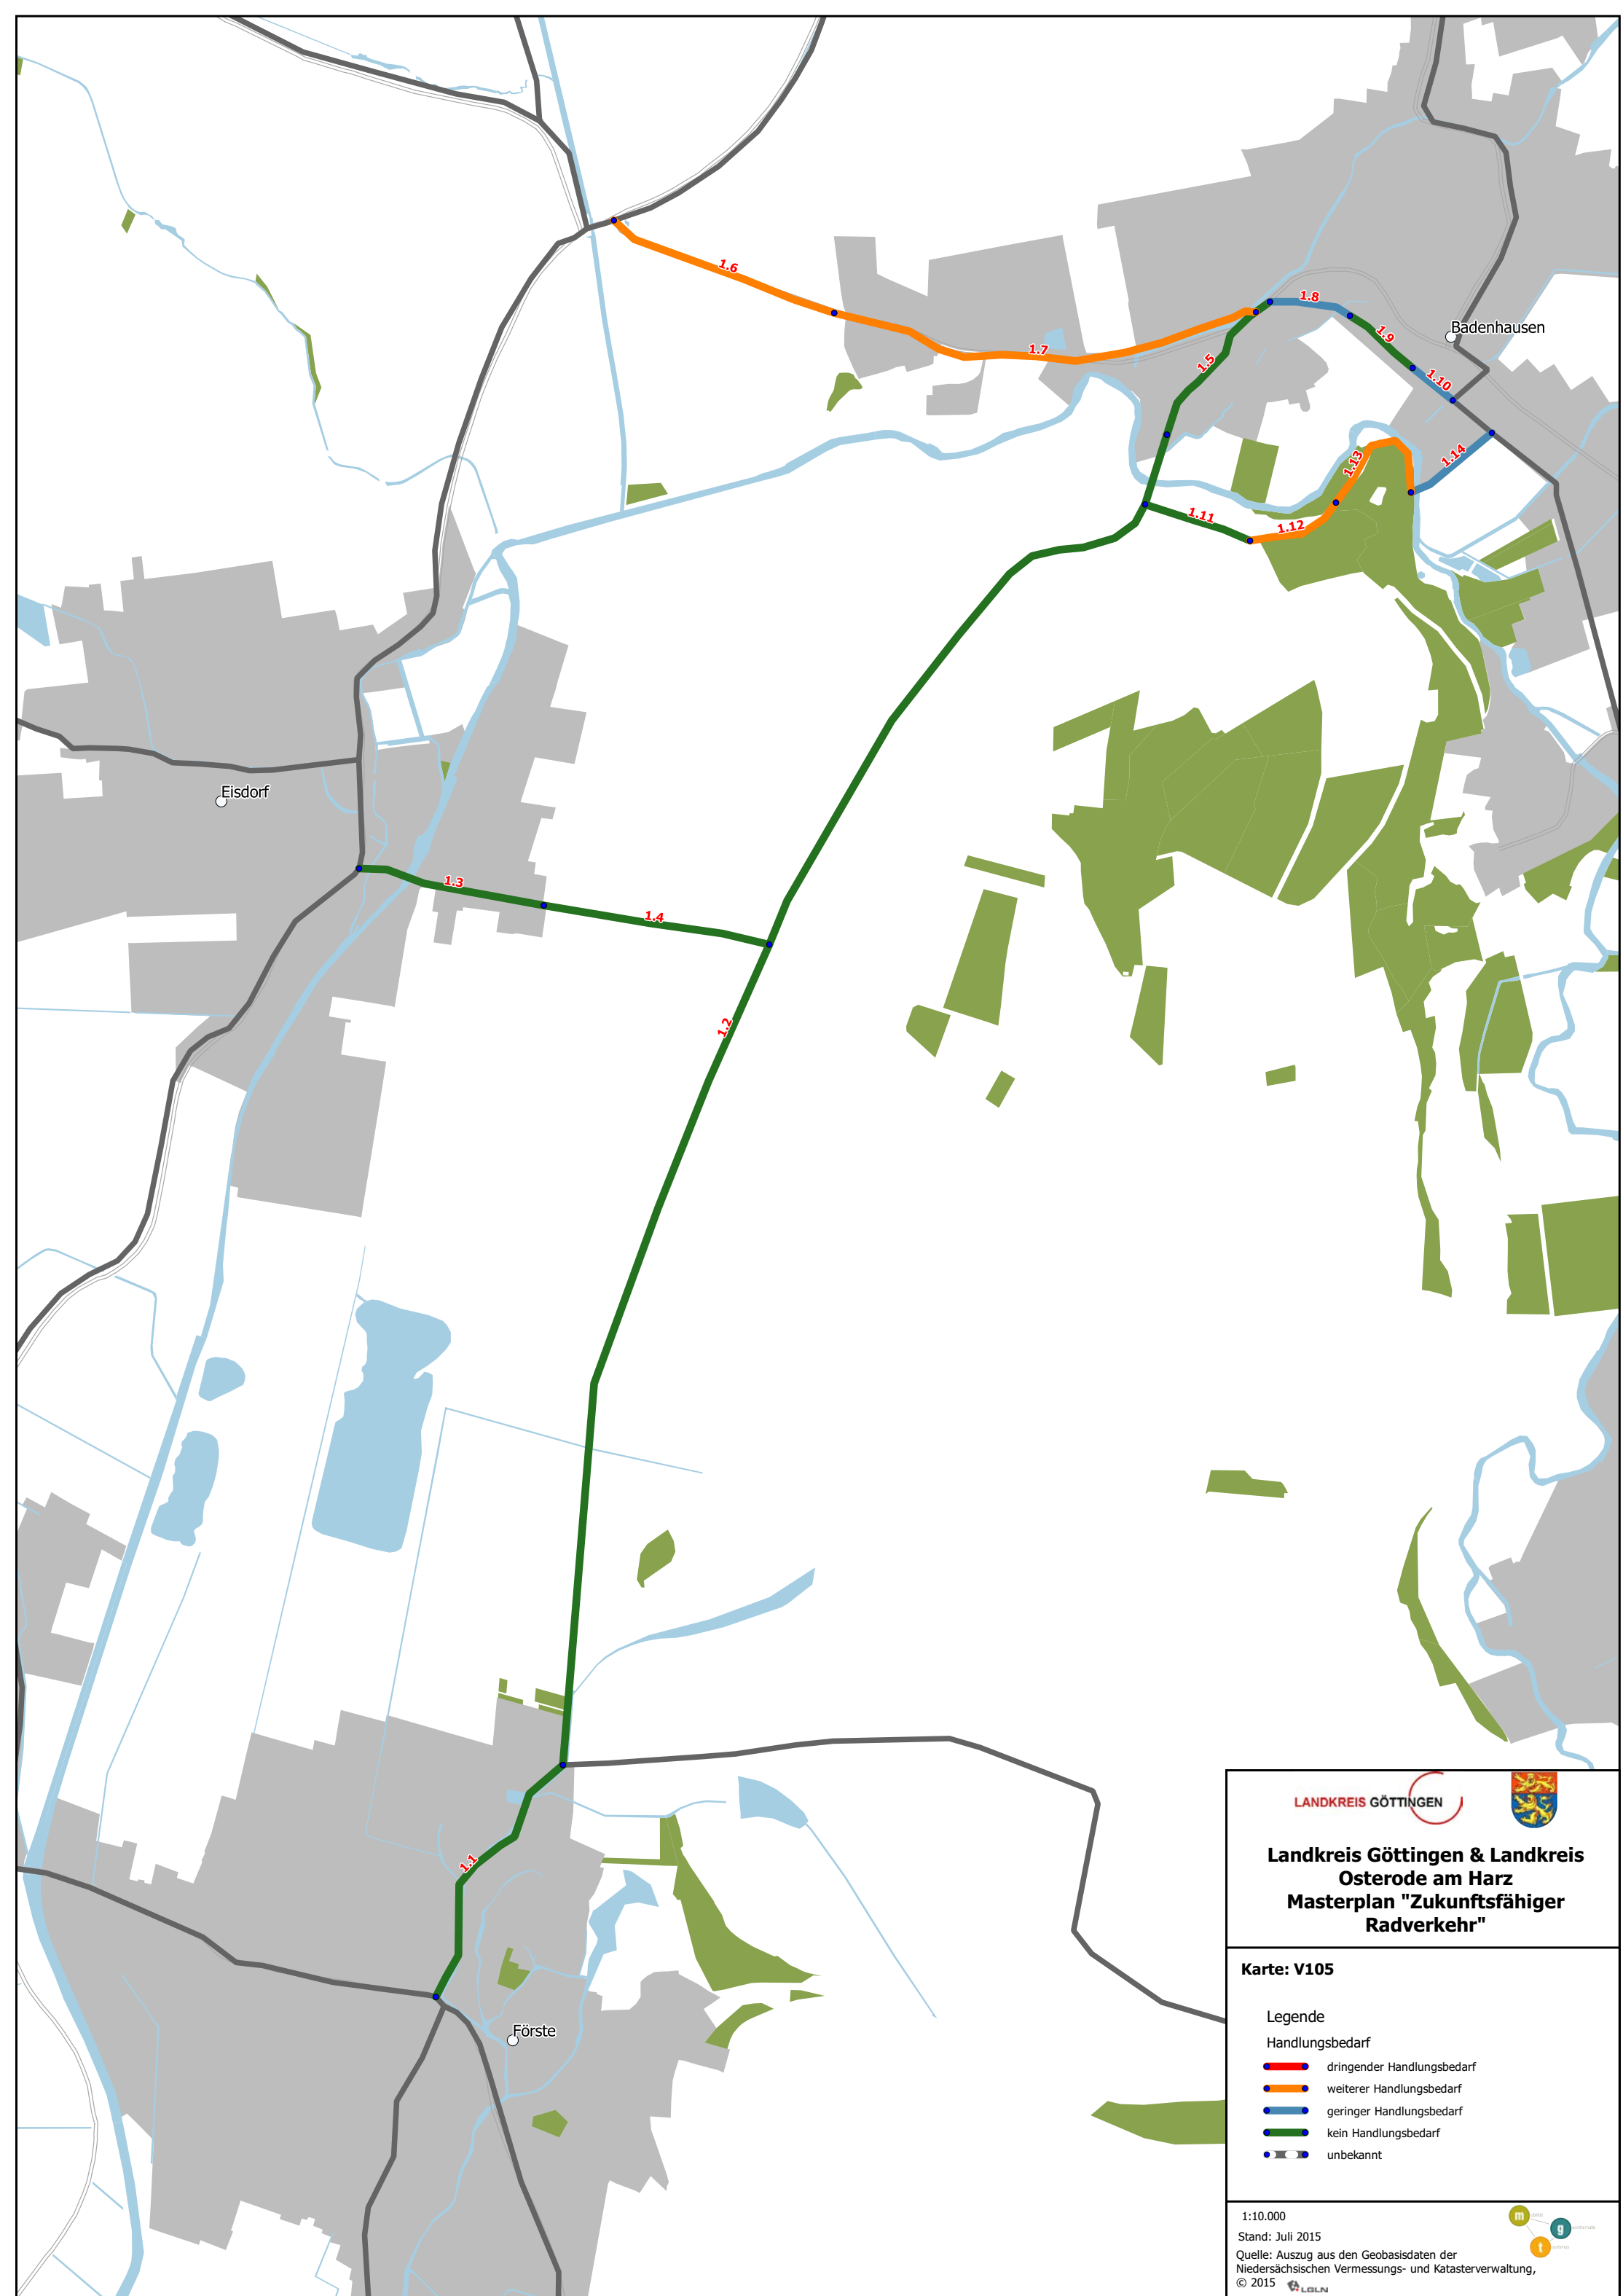 1.6
1.8
Badenhausen
1.9
1.7
1.5
1.10
1.14
1.13
1.11
1.12
Eisdorf
1.3
1.4
1.2
1.1
Förste
LANDKREIS GÖTTINGEN
Landkreis Göttingen & Landkreis
Osterode am Harz
Masterplan "Zukunftsfähiger
Radverkehr"
Karte: V105
Legende
Handlungsbedarf
dringender Handlungsbedarf
weiterer Handlungsbedarf
geringer Handlungsbedarf
kein Handlungsbedarf
unbekannt
1:10.000
Stand: Juli 2015
Quelle: Auszug aus den Geobasisdaten der
Niedersächsischen Vermessungs- und Katasterverwaltung,
© 2015 LGLN
m
g
t